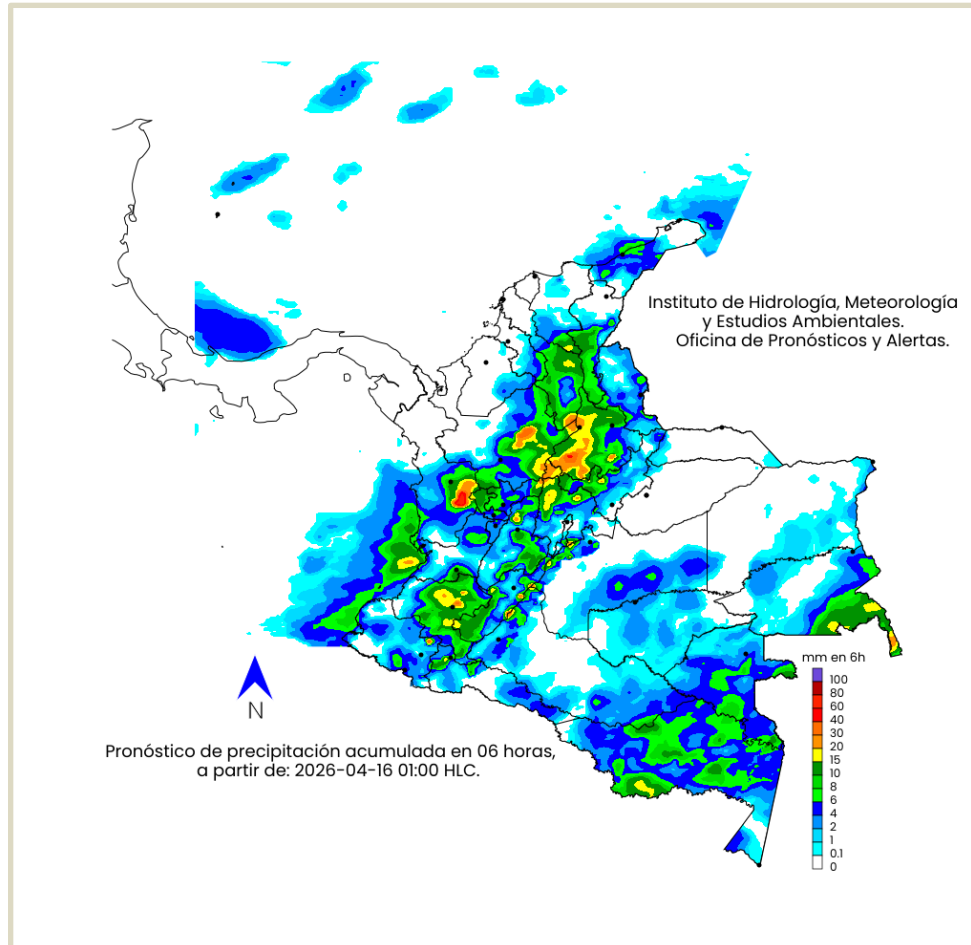 Instituto de Hidrología, Meteorología
y Estudios Ambientales.
Oficina de Pronósticos y Alertas.
N
Pronóstico de precipitación acumulada en 06 horas,
a partir de: 2026-04-16 01:00 HLC.
mm en 6h
100
80
60
40
30
20
15
10
8
6
4
2
1
0.1
0